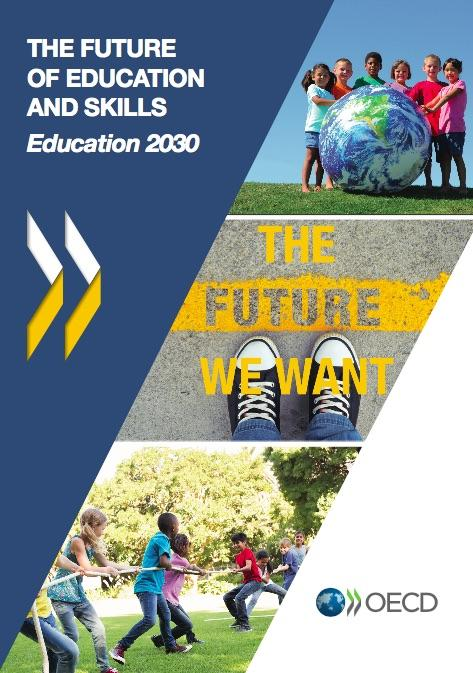 THE FUTURE
OF EDUCATION
AND SKILLS
Education 2030
THE
FUTURE
WE WANT
OECD